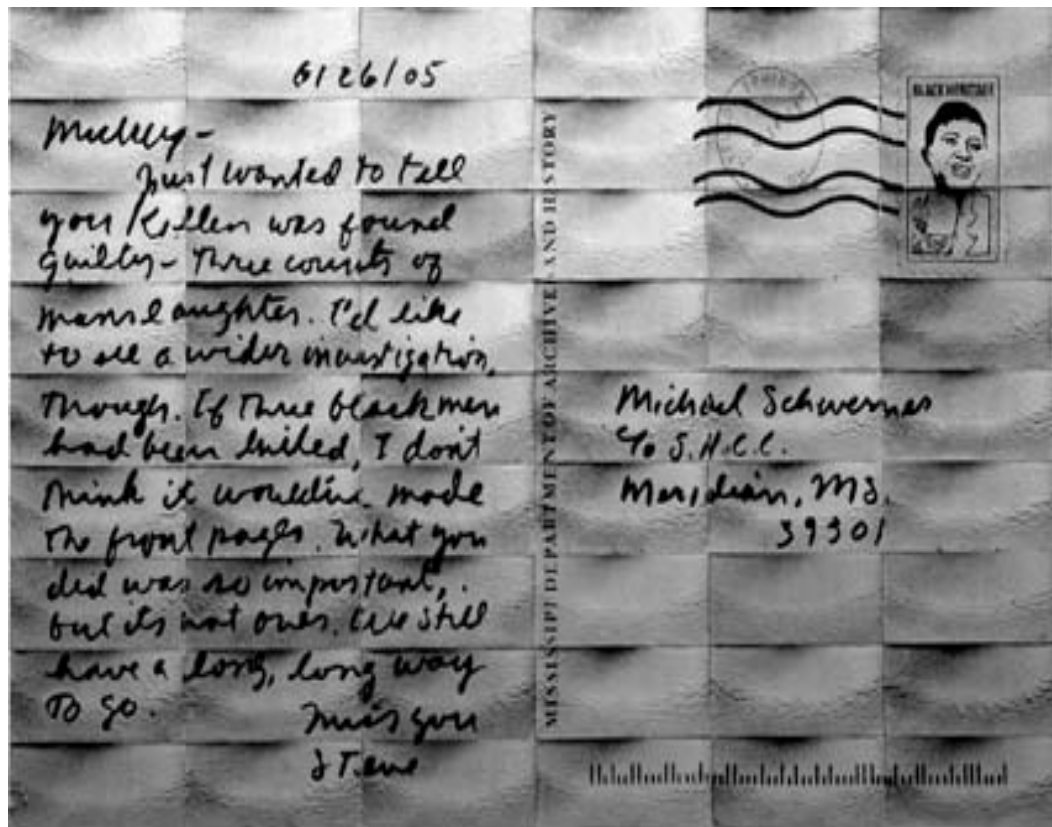 6/26/05
Mickey -
Just wanted to tell
you Killen was found
guilty - three counts of
manslaughter. I'd like
to see a wider investigation,
though. If three black men
had been killed, I don't
think it would've made
the front pages. What you
did was so important,
but its not over. We still
have a long, long way
to go.
Miss you
Steve
MISSISSIPPI DEPARTMENT OF ARCHIVES AND HISTORY
BLACK HERITAGE
Michael Schwerner
c/o S.N.C.C.
Meridian, MS.
39301